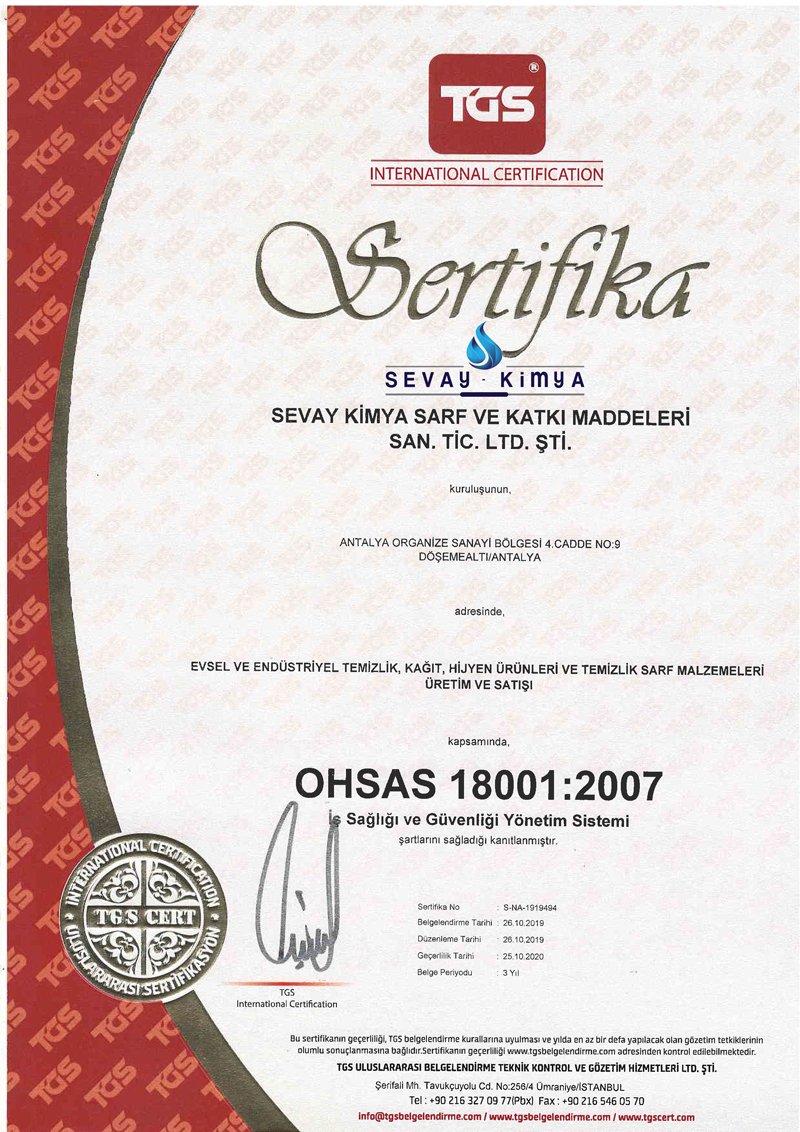 TGS
®
INTERNATIONAL CERTIFICATION
Sertifika
SEVAY · KiMYA
SEVAY KİMYA SARF VE KATKI MADDELERİ
SAN. TİC. LTD. ŞTİ.
kuruluşunun,
ANTALYA ORGANİZE SANAYİ BÖLGESİ 4.CADDE NO:9
DÖŞEMEALTI/ANTALYA
adresinde,
EVSEL VE ENDÜSTRİYEL TEMİZLİK, KAĞIT, HİJYEN ÜRÜNLERİ VE TEMİZLİK SARF MALZEMELERİ
ÜRETİM VE SATIŞI
kapsamında,
OHSAS 18001:2007
İş Sağlığı ve Güvenliği Yönetim Sistemi
şartlarını sağladığı kanıtlanmıştır.
Sertifika No : S-NA-1919494
Belgelendirme Tarihi : 26.10.2019
Düzenleme Tarihi : 26.10.2019
Geçerlilik Tarihi : 25.10.2020
Belge Periyodu : 3 Yıl
INTERNATIONAL CERTIFICATION
TGS CERT
ULUSLARARASI SERTİFİKASYON
TGS
International Certification
Bu sertifikanın geçerliliği, TGS belgelendirme kurallarına uyulması ve yılda en az bir defa yapılacak olan gözetim tetkiklerinin
olumlu sonuçlanmasına bağlıdır.Sertifikanın geçerliliği www.tgsbelgelendirme.com adresinden kontrol edilebilmektedir.
TGS ULUSLARARASI BELGELENDİRME TEKNİK KONTROL VE GÖZETİM HİZMETLERİ LTD. ŞTİ.
Şerifali Mh. Tavukçuyolu Cd. No:256/4 Ümraniye/İSTANBUL
Tel : +90 216 327 09 77(Pbx) Fax : +90 216 546 05 70
info@tgsbelgelendirme.com / www.tgsbelgelendirme.com / www.tgscert.com